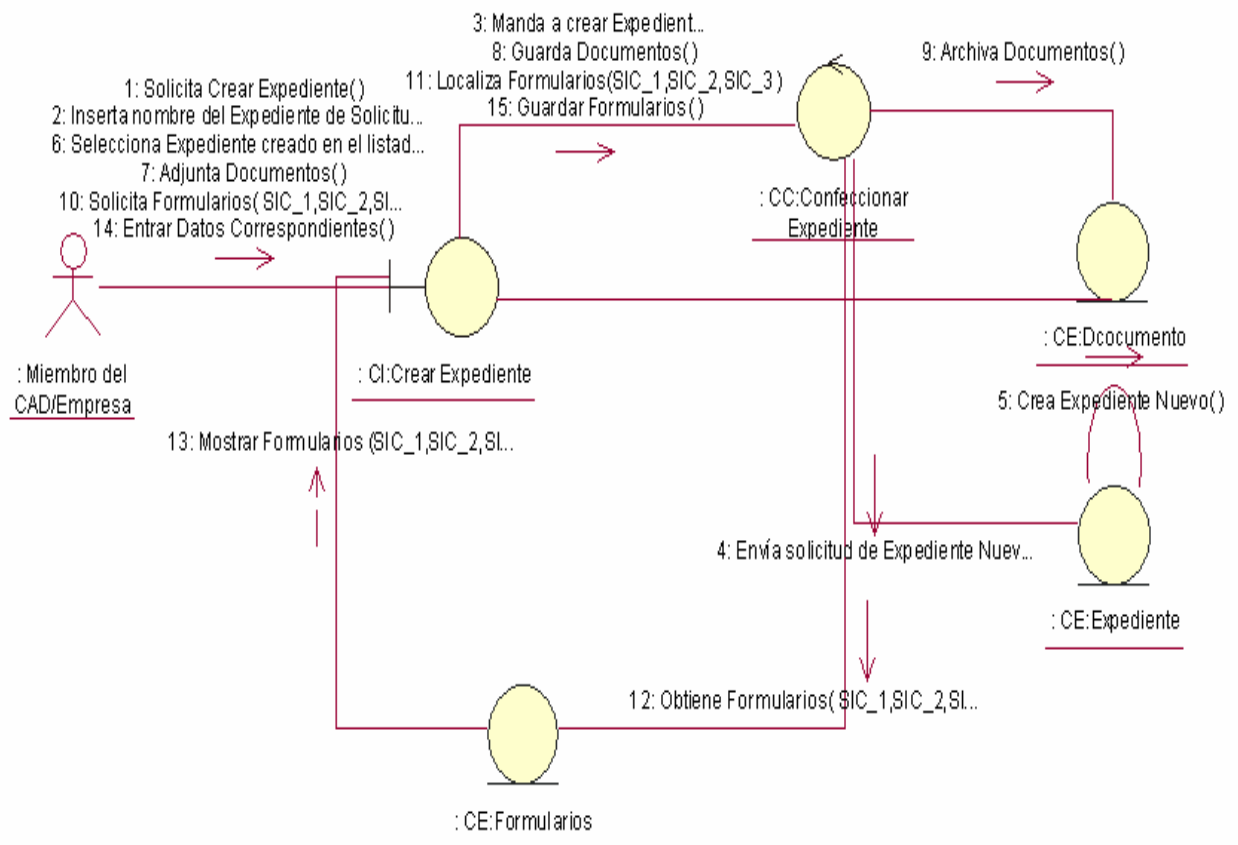 3: Manda a crear Expedient...
8: Guarda Documentos()
11: Localiza Formularios(SIC_1,SIC_2,SIC_3 )
15: Guardar Formularios()
9: Archiva Documentos()
1: Solicita Crear Expediente()
2: Inserta nombre del Expediente de Solicitu...
6: Selecciona Expediente creado en el listad...
7: Adjunta Documentos()
10: Solicita Formularios( SIC_1,SIC_2,SI...
14: Entrar Datos Correspondientes()
: CC:Confeccionar
Expediente
: CE:Dcocumento
: Miembro del
CAD/Empresa
: CI:Crear Expediente
5: Crea Expediente Nuevo()
13: Mostrar Formularios (SIC_1,SIC_2,SI...
4: Envía solicitud de Expediente Nuev...
: CE:Expediente
12: Obtiene Formularios( SIC_1,SIC_2,SI...
: CE:Formularios